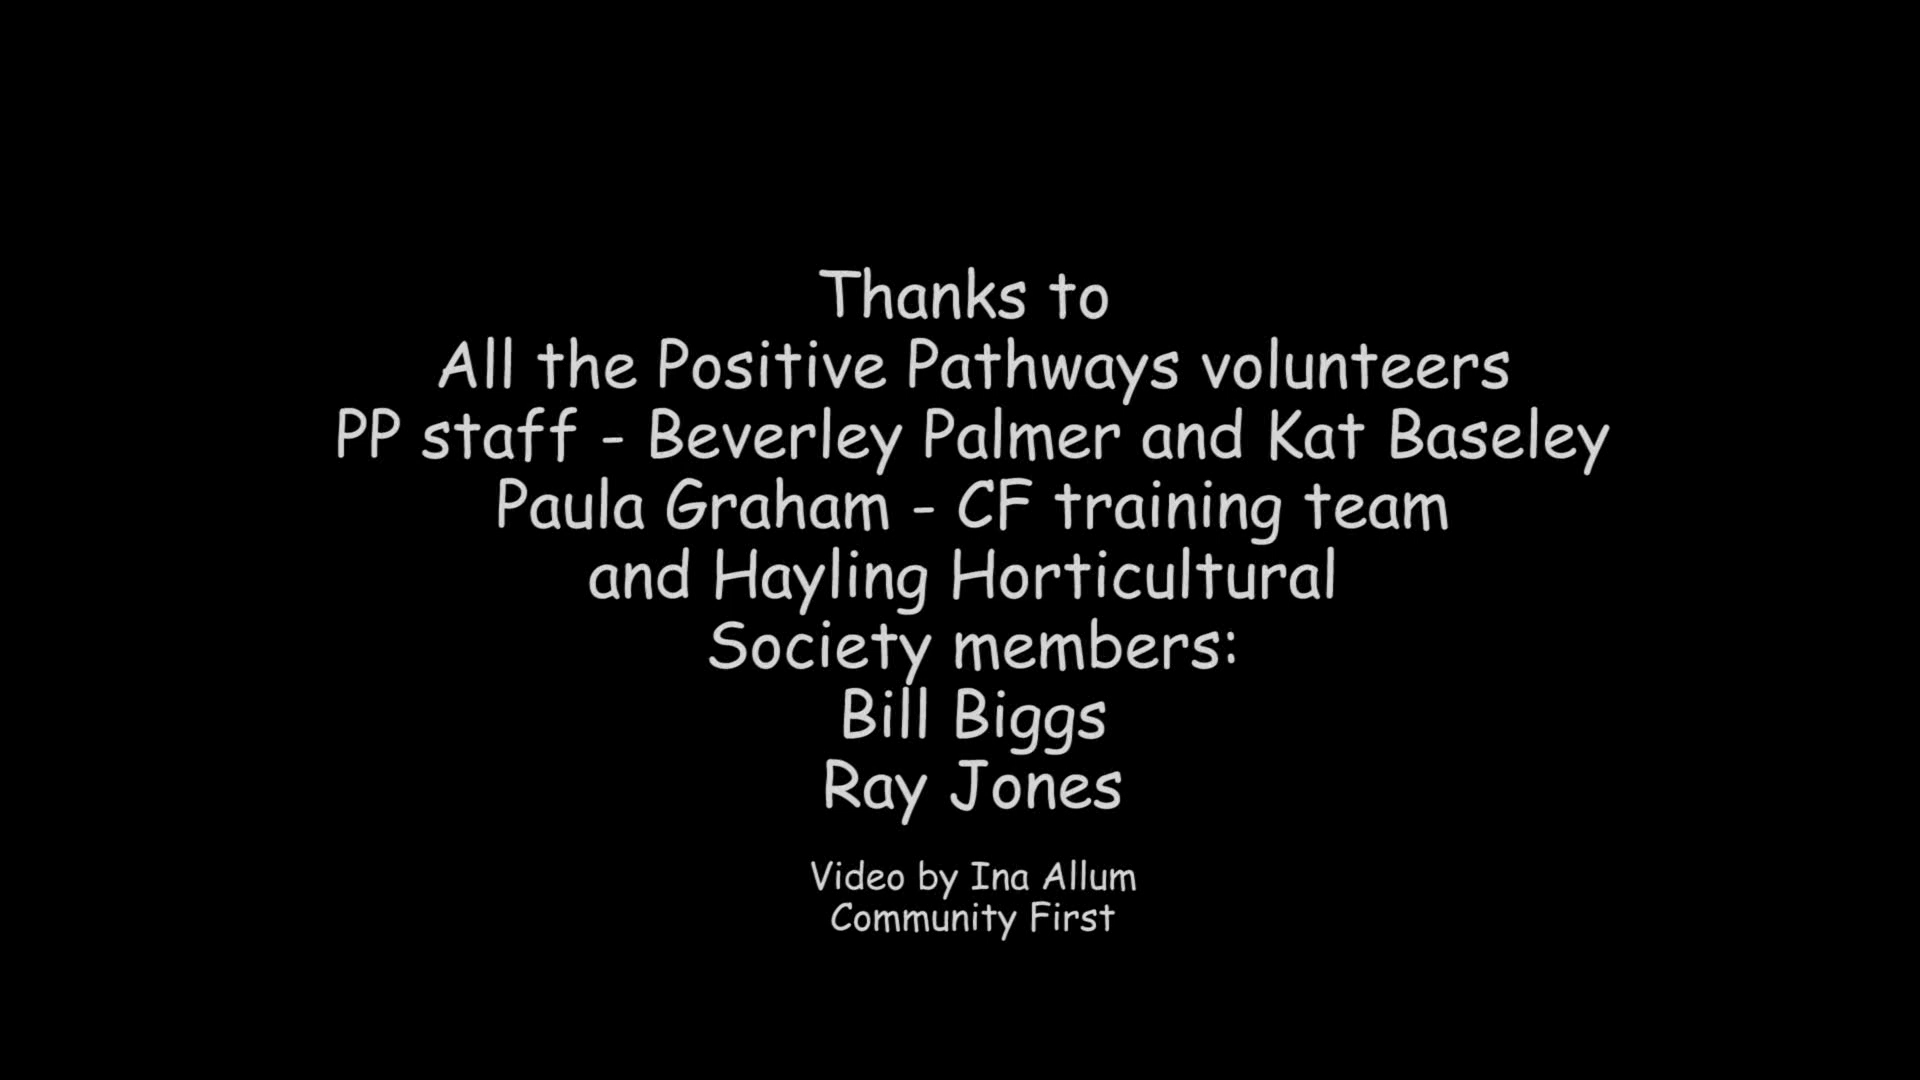 Thanks to
All the Positive Pathways volunteers
PP staff - Beverley Palmer and Kat Baseley
Paula Graham - CF training team
and Hayling Horticultural
Society members:
Bill Biggs
Ray Jones
Video by Ina Allum
Community First